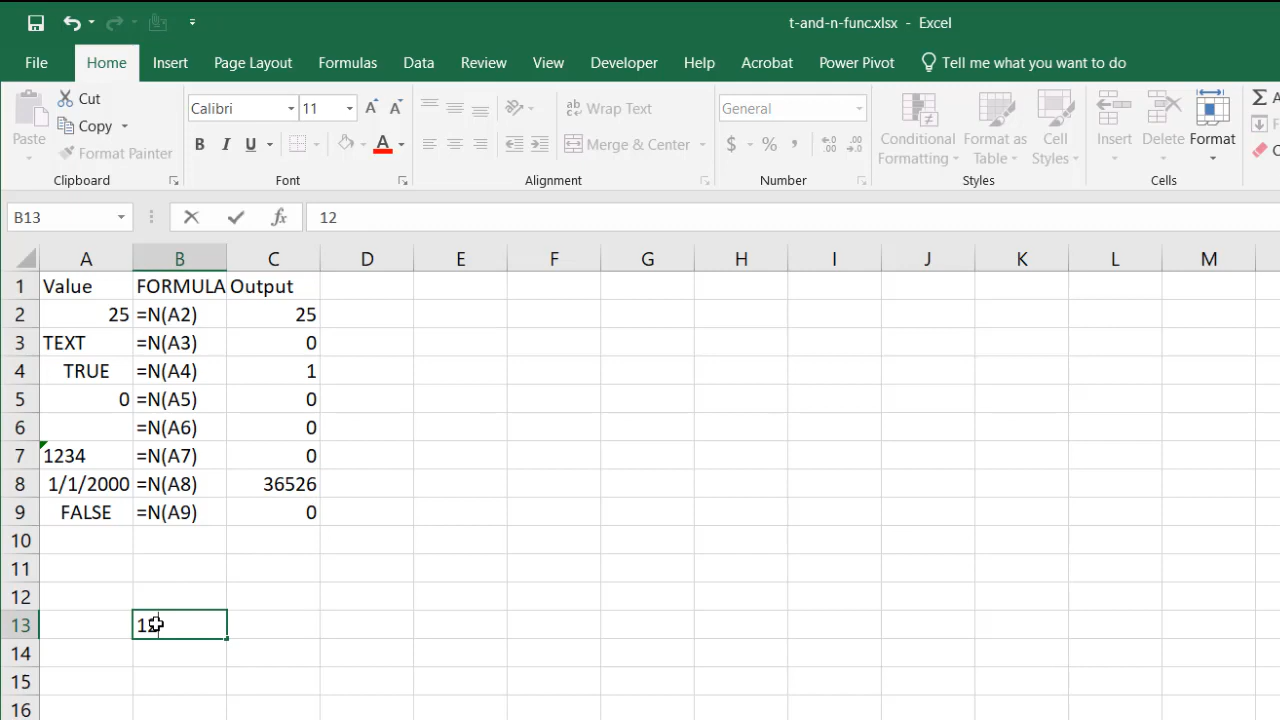 t-and-n-func.xlsx - Excel
File Home Insert Page Layout Formulas Data Review View Developer Help Acrobat Power Pivot Tell me what you want to do
Paste
Cut
Copy
Format Painter
Clipboard
Calibri 11
B I U
Font
Wrap Text
Merge & Center
Alignment
General
$ % ,
Number
Conditional Formatting
Format as Table
Cell Styles
Styles
Insert
Delete
Format
Cells
B13 fx 12
A B C D E F G H I J K L M
1 Value FORMULA Output
2 25 =N(A2) 25
3 TEXT =N(A3) 0
4 TRUE =N(A4) 1
5 0 =N(A5) 0
6 =N(A6) 0
7 1234 =N(A7) 0
8 1/1/2000 =N(A8) 36526
9 FALSE =N(A9) 0
10
11
12
13 12
14
15
16